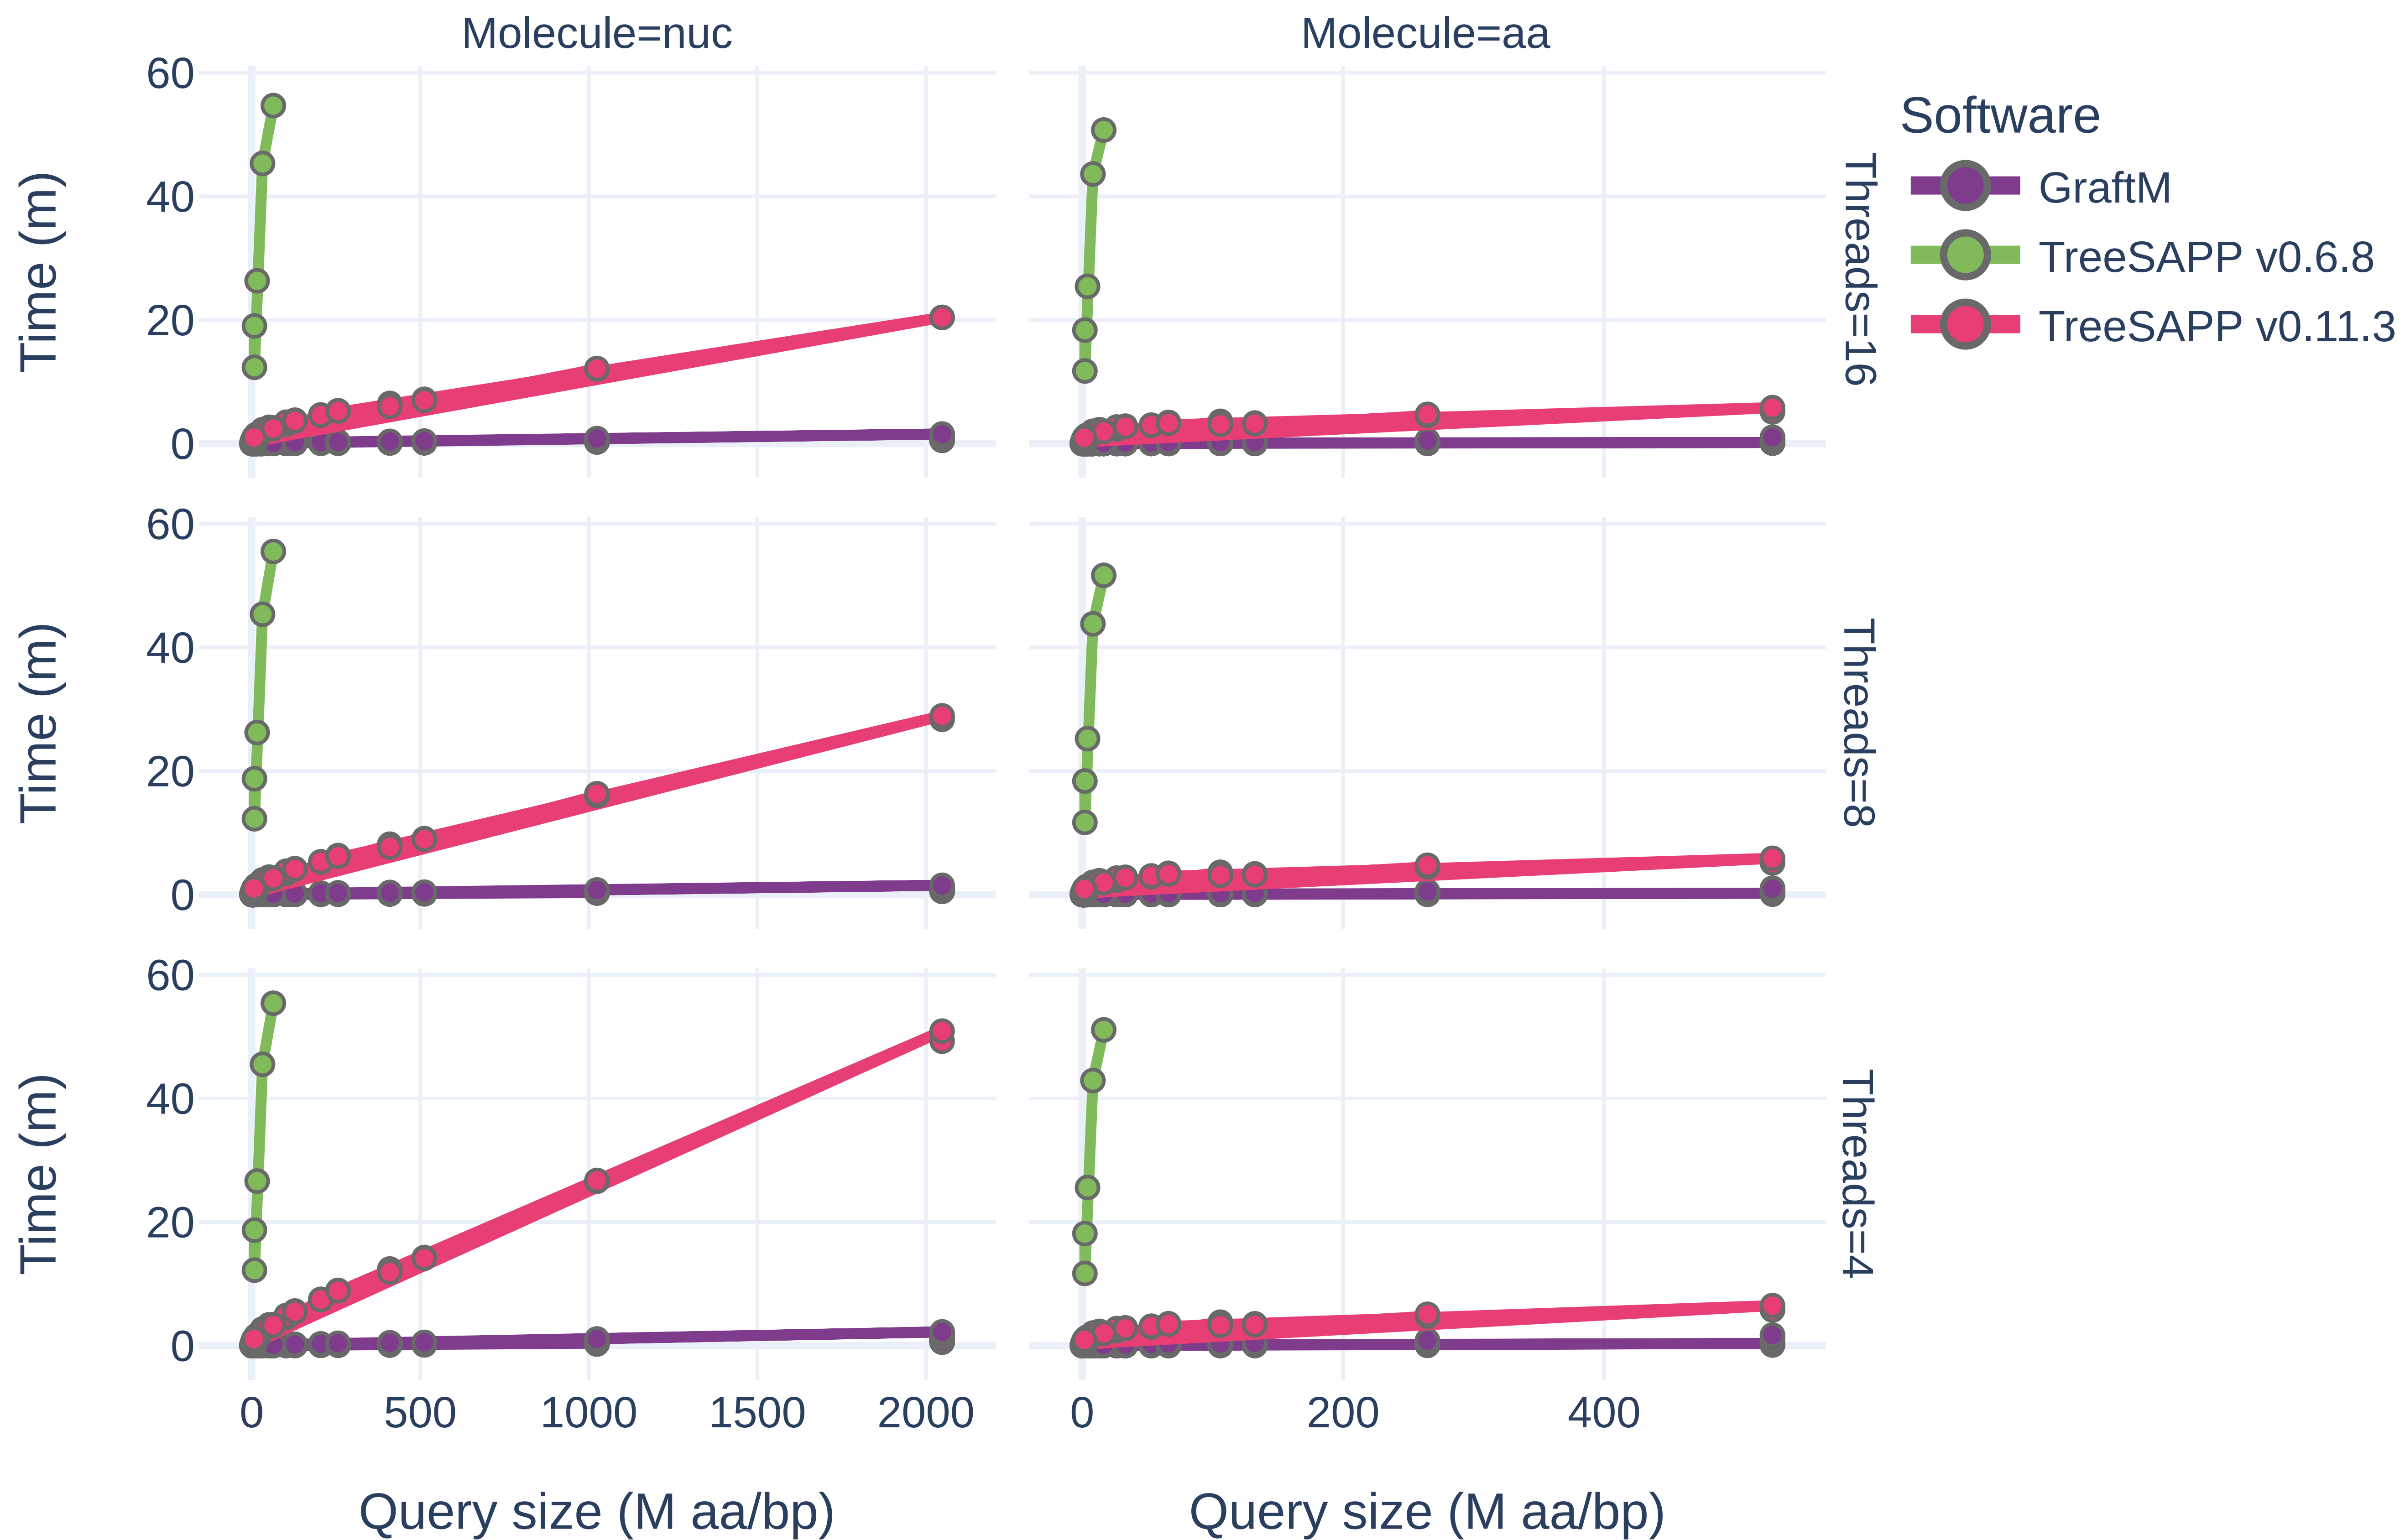 Molecule=nuc
Molecule=aa
Software
GraftM
TreeSAPP v0.6.8
TreeSAPP v0.11.3
60
40
20
0
Time (m)
Threads=16
60
40
20
0
Time (m)
Threads=8
60
40
20
0
Time (m)
Threads=4
0 500 1000 1500 2000
0 200 400
Query size (M aa/bp)
Query size (M aa/bp)